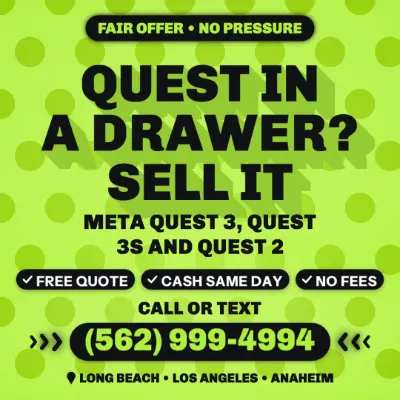 FAIR OFFER • NO PRESSURE
QUEST IN
A DRAWER?
SELL IT
META QUEST 3, QUEST
3S AND QUEST 2
✓ FREE QUOTE ✓ CASH SAME DAY ✓ NO FEES
CALL OR TEXT
(562) 999-4994
LONG BEACH • LOS ANGELES • ANAHEIM